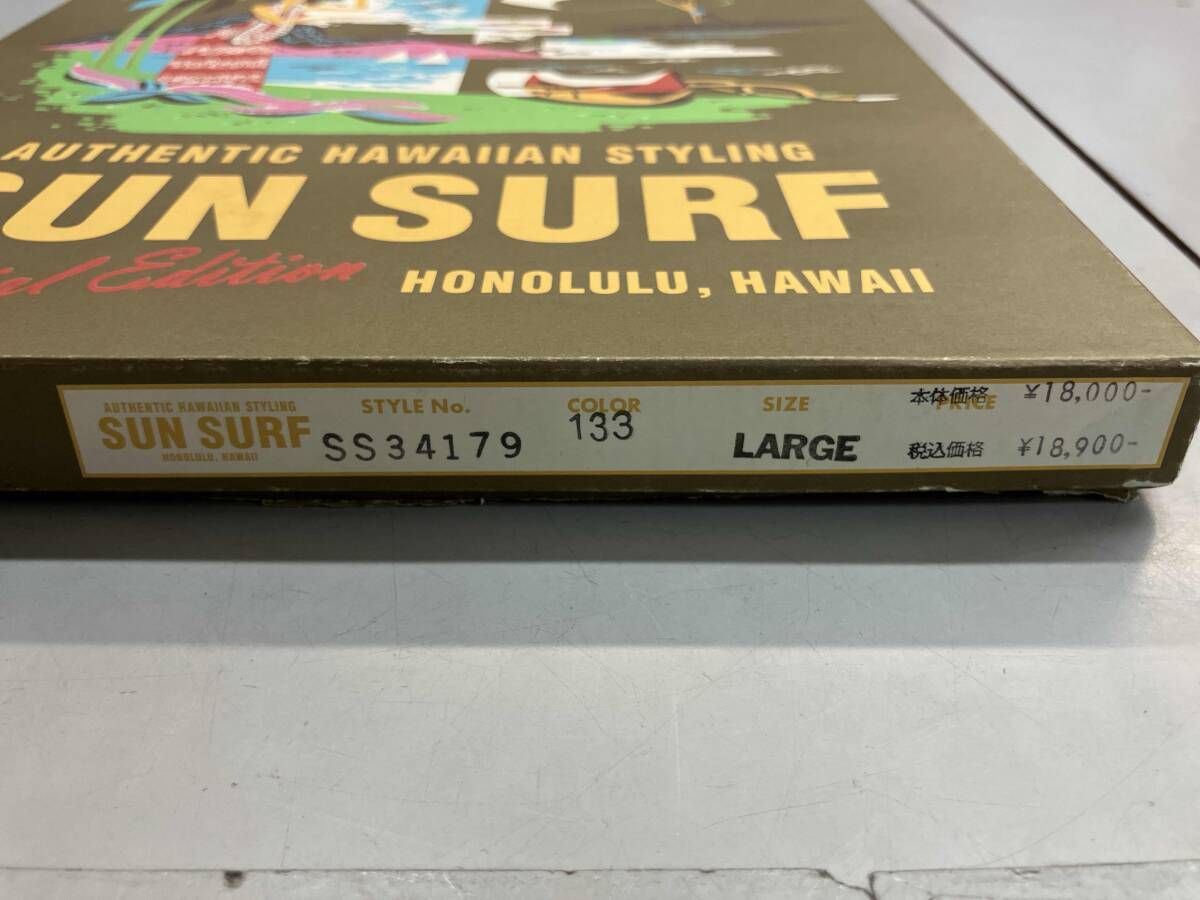 AUTHENTIC HAWAIIAN STYLING
SUN SURF
Edition HONOLULU, HAWAII
AUTHENTIC HAWAIIAN STYLING
SUN SURF
HONOLULU, HAWAII
STYLE No.
SS34179
COLOR
133
SIZE
LARGE
PRICE
本体価格 ¥18,000-
税込価格 ¥18,900-